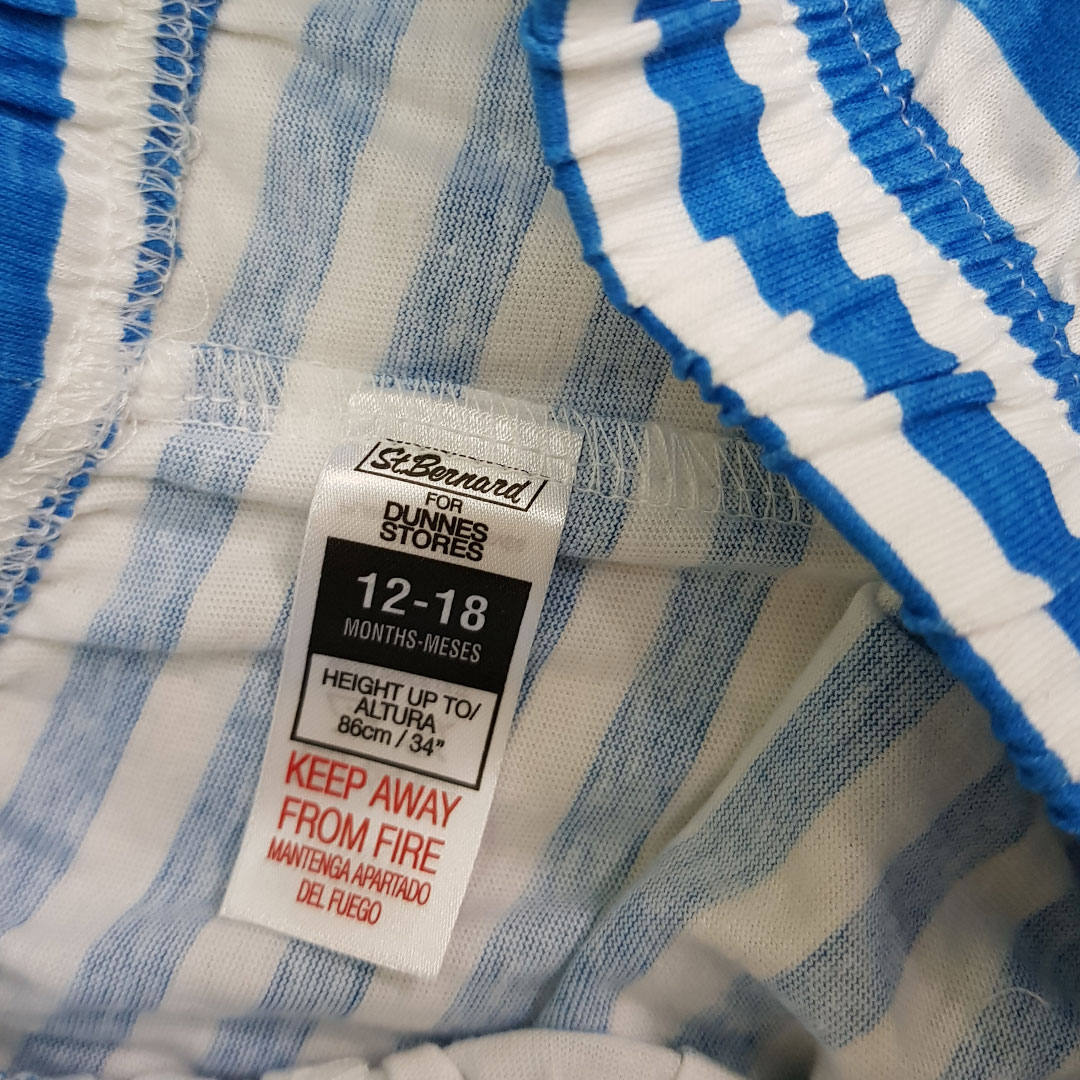 St.Bernard
FOR
DUNNES
STORES
12-18
MONTHS-MESES
HEIGHT UP TO/
ALTURA
86cm / 34"
KEEP AWAY
FROM FIRE
MANTENGA APARTADO
DEL FUEGO